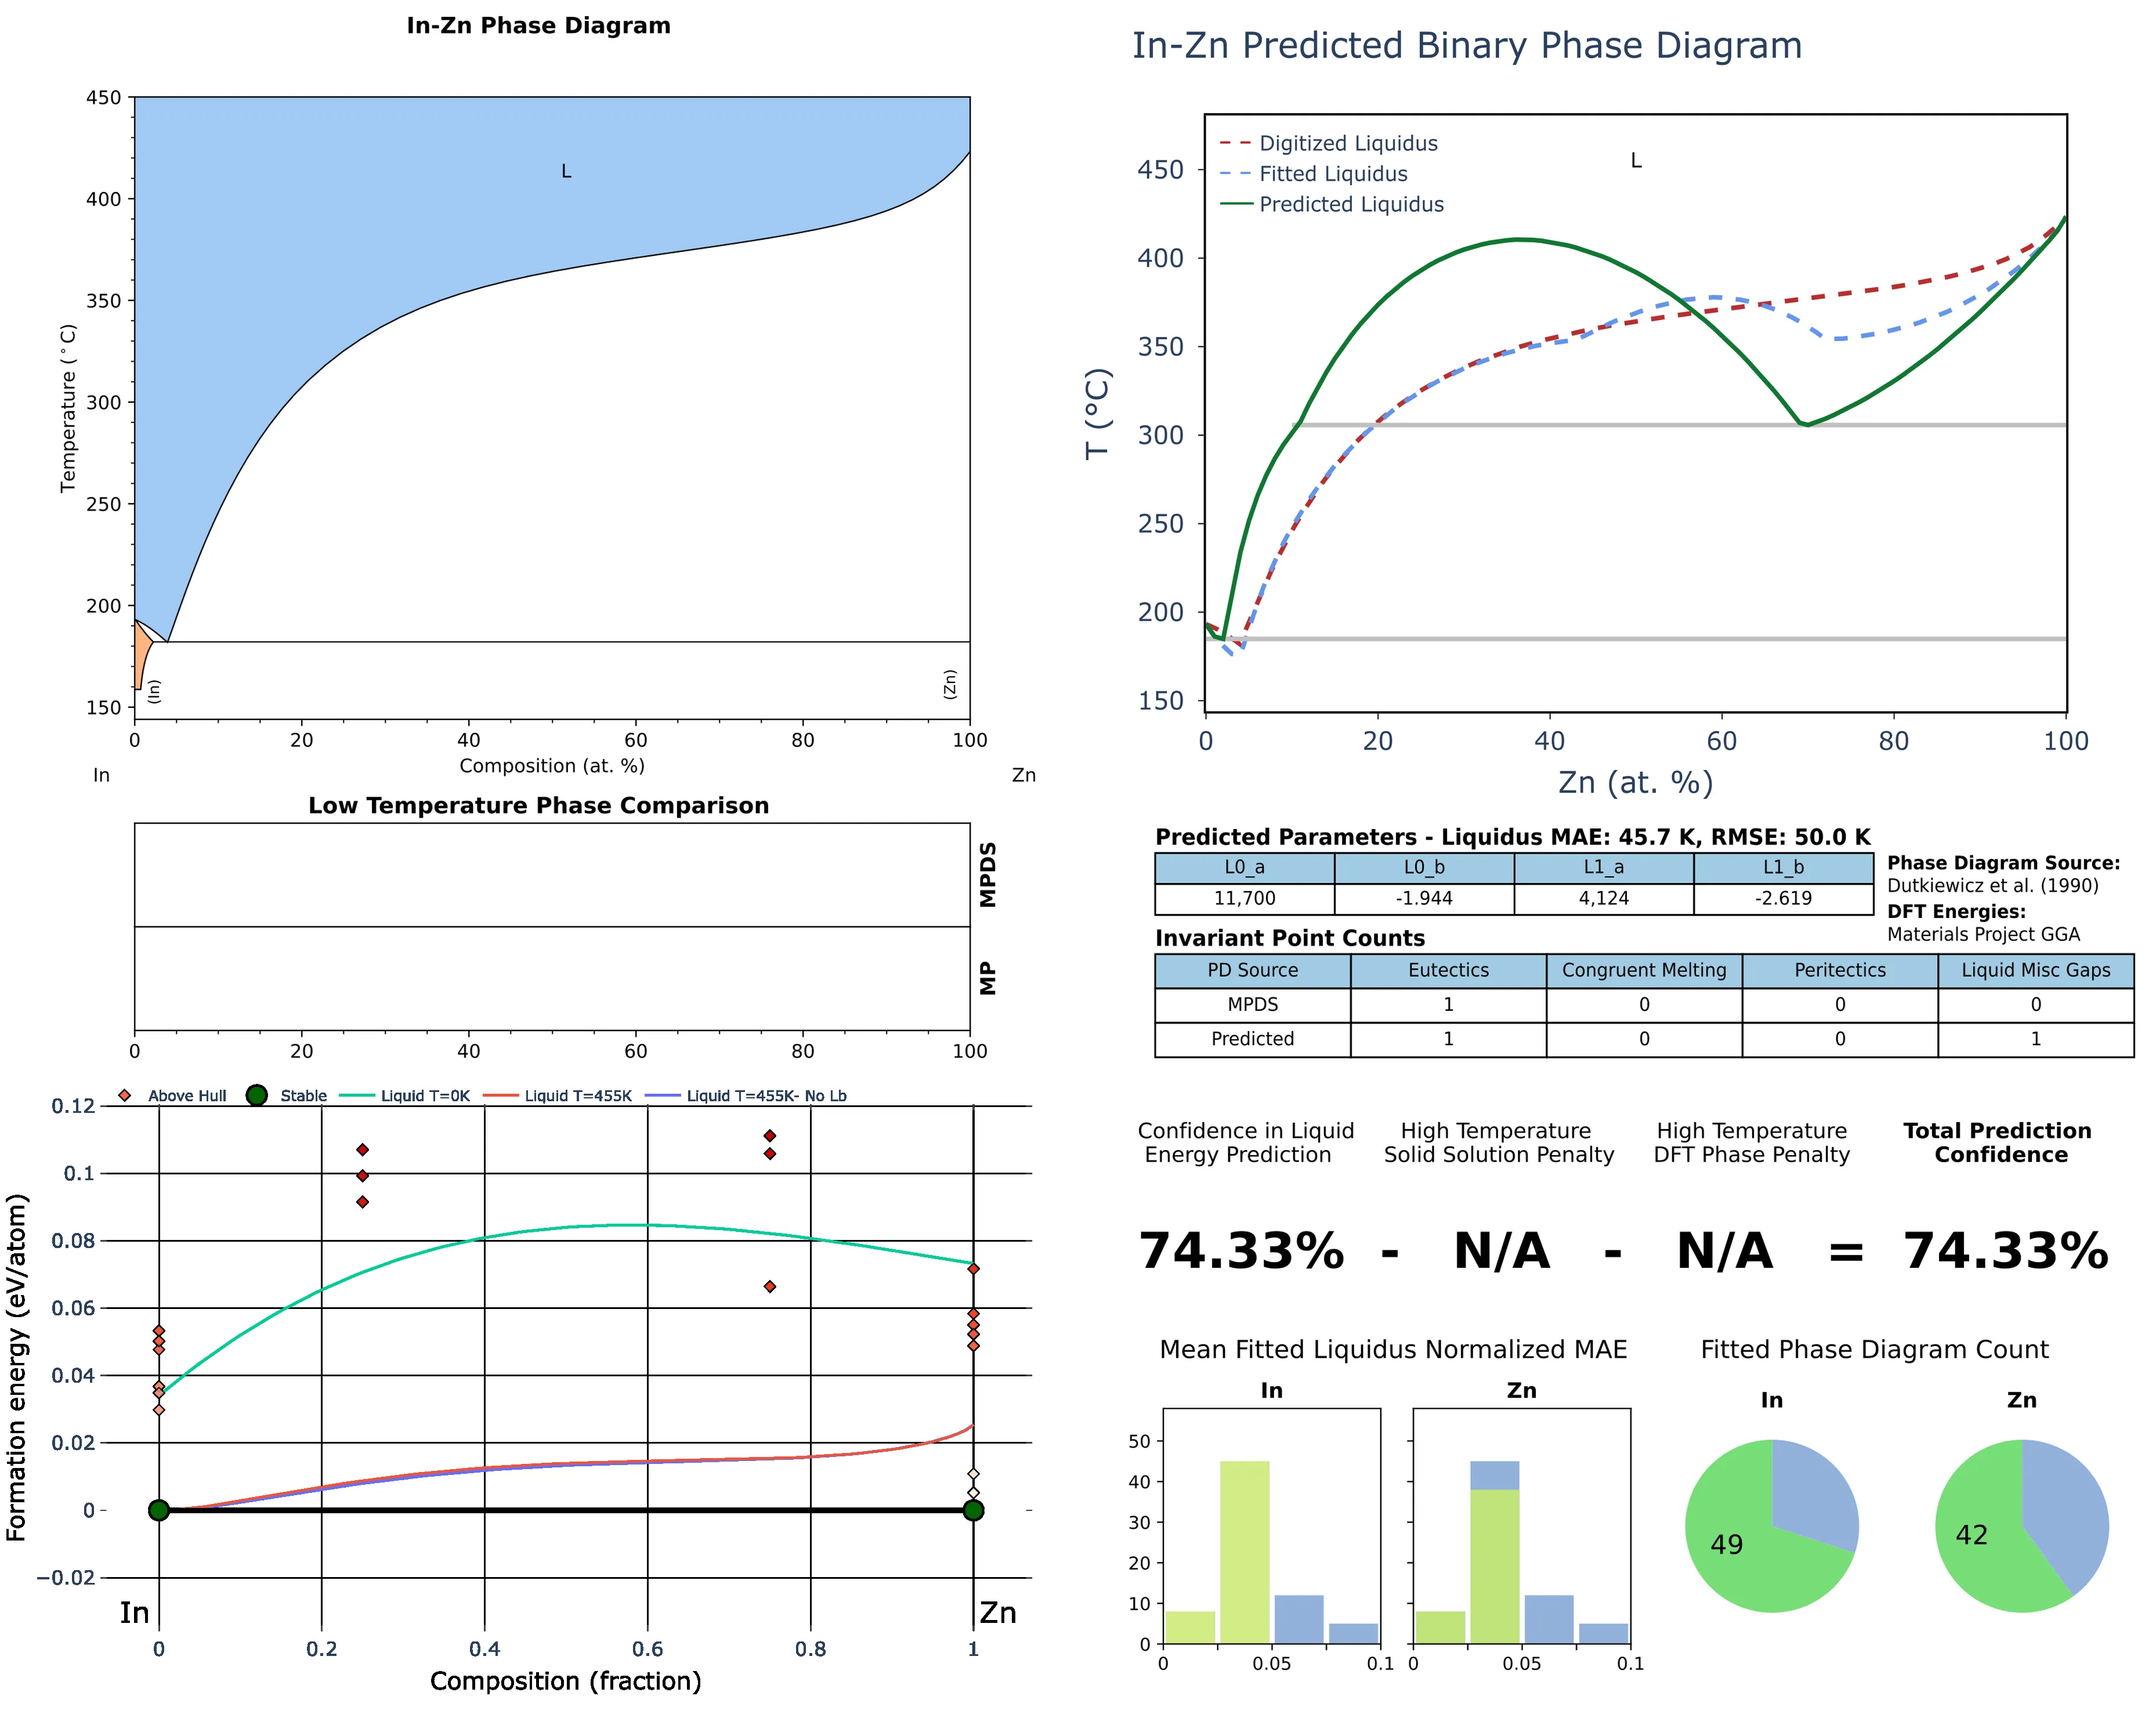 In-Zn Phase Diagram
450
400
350
300
250
200
150
Temperature (°C)
L
(In)
(Zn)
0 20 40 60 80 100
Composition (at. %)
In Zn
Low Temperature Phase Comparison
MPDS
MP
0 20 40 60 80 100
Above Hull Stable Liquid T=0K Liquid T=455K Liquid T=455K- No Lb
0.12
0.1
0.08
0.06
0.04
0.02
0
−0.02
Formation energy (eV/atom)
In Zn
0 0.2 0.4 0.6 0.8 1
Composition (fraction)
In-Zn Predicted Binary Phase Diagram
Digitized Liquidus
Fitted Liquidus
Predicted Liquidus
L
450
400
350
300
250
200
150
T (°C)
0 20 40 60 80 100
Zn (at. %)
Predicted Parameters - Liquidus MAE: 45.7 K, RMSE: 50.0 K
L0_a L0_b L1_a L1_b
11,700 -1.944 4,124 -2.619
Phase Diagram Source:
Dutkiewicz et al. (1990)
DFT Energies:
Materials Project GGA
Invariant Point Counts
PD Source Eutectics Congruent Melting Peritectics Liquid Misc Gaps
MPDS 1 0 0 0
Predicted 1 0 0 1
Confidence in Liquid
Energy Prediction
High Temperature
Solid Solution Penalty
High Temperature
DFT Phase Penalty
Total Prediction
Confidence
74.33% - N/A - N/A = 74.33%
Mean Fitted Liquidus Normalized MAE
In
Zn
50
40
30
20
10
0
0 0.05 0.1
0 0.05 0.1
Fitted Phase Diagram Count
In
Zn
49
42